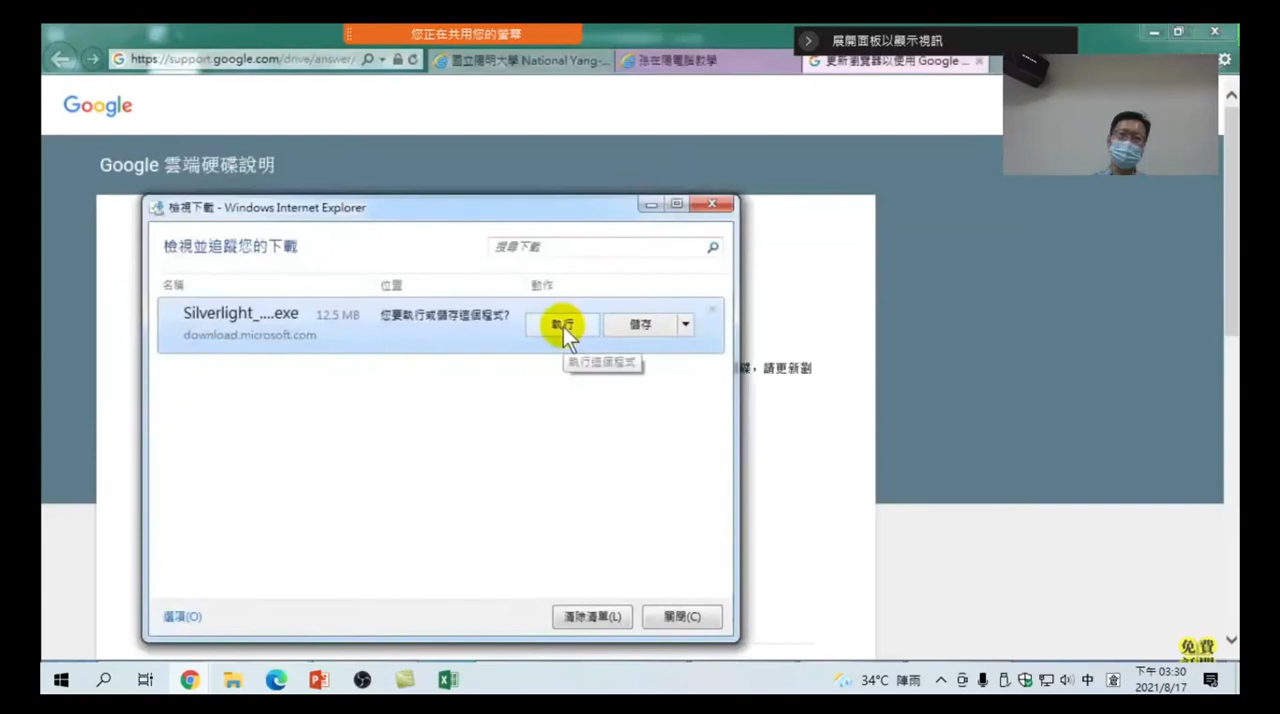 您正在共用您的螢幕
展開面板以顯示視訊
https://support.google.com/drive/answer/
國立陽明大學 National Yang-...
孫在陽電腦教學
更新瀏覽器以使用 Google ...
Google
Google 雲端硬碟說明
檢視下載 - Windows Internet Explorer
檢視並追蹤您的下載
搜尋下載
名稱 位置 動作
Silverlight_....exe 12.5 MB 您要執行或儲存這個程式? 執行 儲存
download.microsoft.com
執行這個程式
碟，請更新瀏
選項(O) 清除清單(L) 關閉(C)
免費
34°C 陣雨 中 倉 下午 03:30
2021/8/17